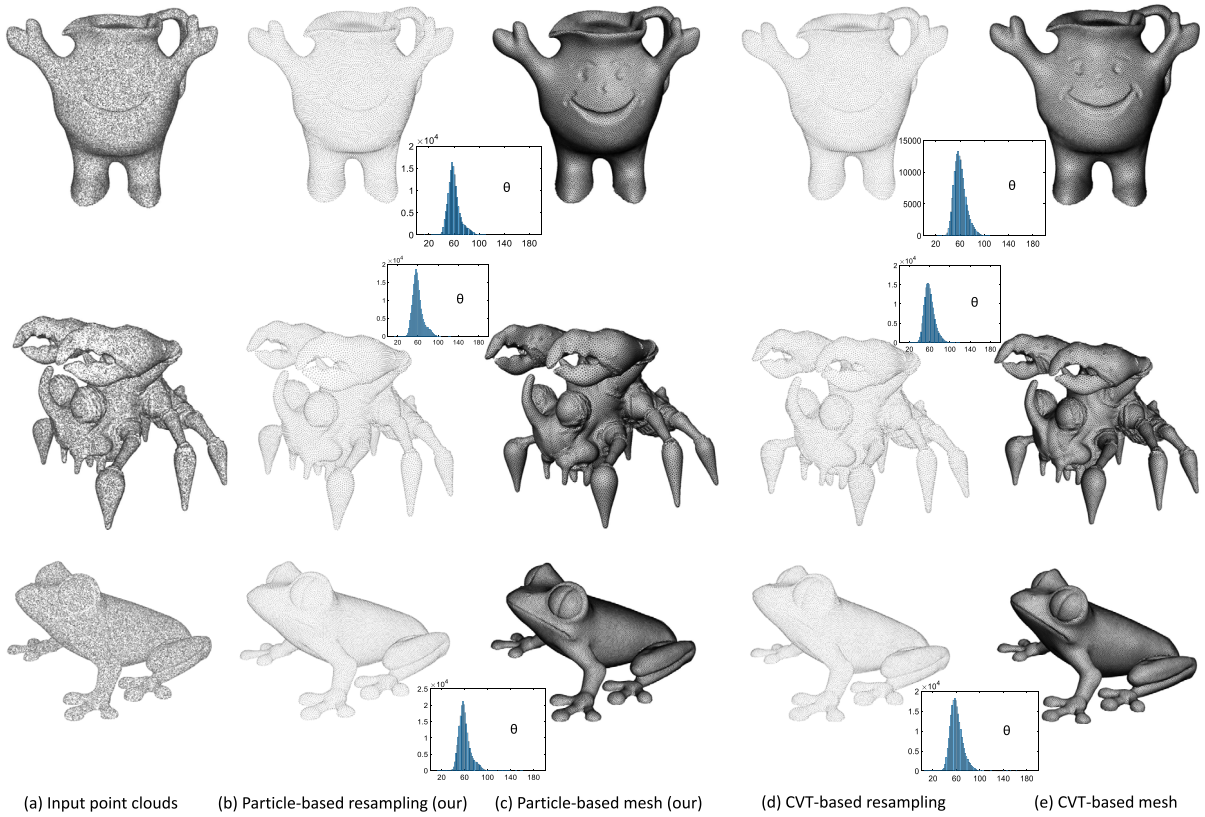 ×10⁴
2
1.5
1
0.5
0
20 60 100 140 180
θ
15000
10000
5000
0
20 60 100 140 180
θ
×10⁴
2
1.5
1
0.5
0
20 60 100 140 180
θ
×10⁴
2
1.5
1
0.5
0
20 60 100 140 180
θ
×10⁴
2.5
2
1.5
1
0.5
0
20 60 100 140 180
θ
×10⁴
2
1.5
1
0.5
0
20 60 100 140 180
θ
(a) Input point clouds
(b) Particle-based resampling (our)
(c) Particle-based mesh (our)
(d) CVT-based resampling
(e) CVT-based mesh